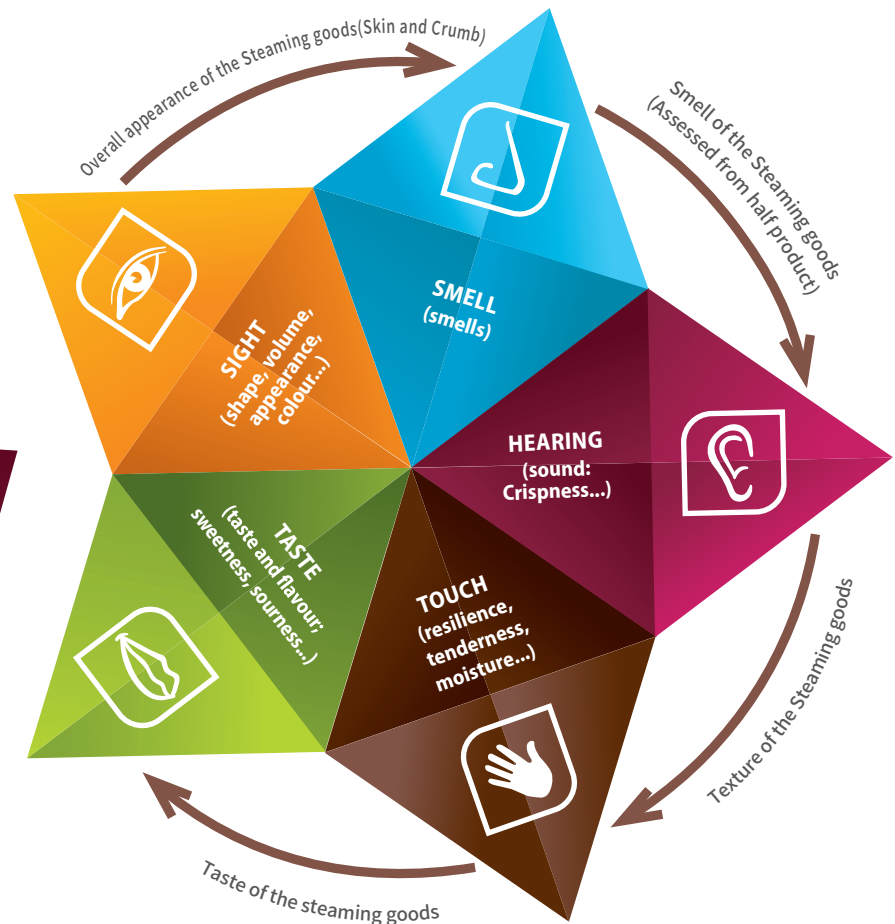 Overall appearance of the Steaming goods(Skin and Crumb)
Smell of the Steaming goods
(Assessed from half product)
SMELL
(smells)
SIGHT
(shape, volume,
appearance,
colour...)
HEARING
(sound:
Crispness...)
TASTE
(taste and flavour;
sweetness, sourness...)
TOUCH
(resilience,
tenderness,
moisture...)
Texture of the Steaming goods
Taste of the steaming goods